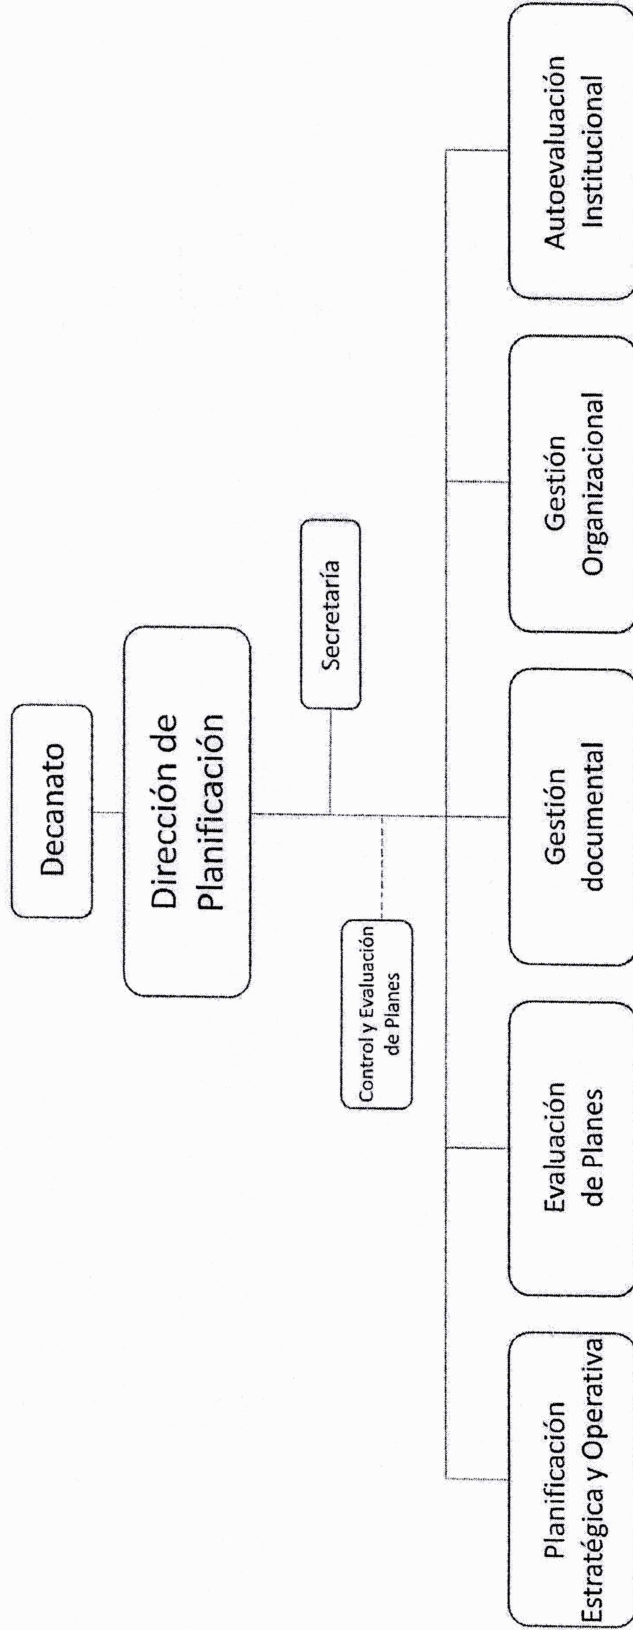 Decanato
Dirección de
Planificación
Secretaría
Control y Evaluación
de Planes
Planificación
Estratégica y Operativa
Evaluación
de Planes
Gestión
documental
Gestión
Organizacional
Autoevaluación
Institucional